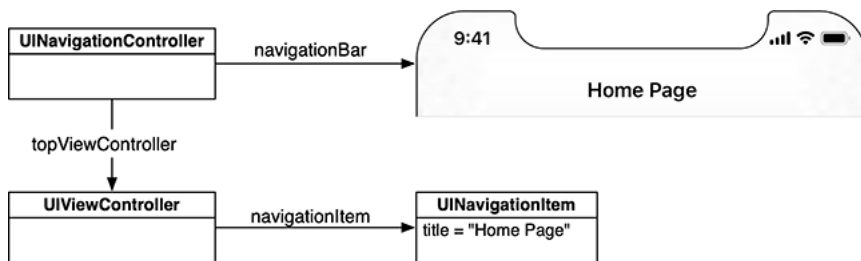 UINavigationController
navigationBar
9:41
Home Page
topViewController
UIViewController
navigationItem
UINavigationItem
title = "Home Page"